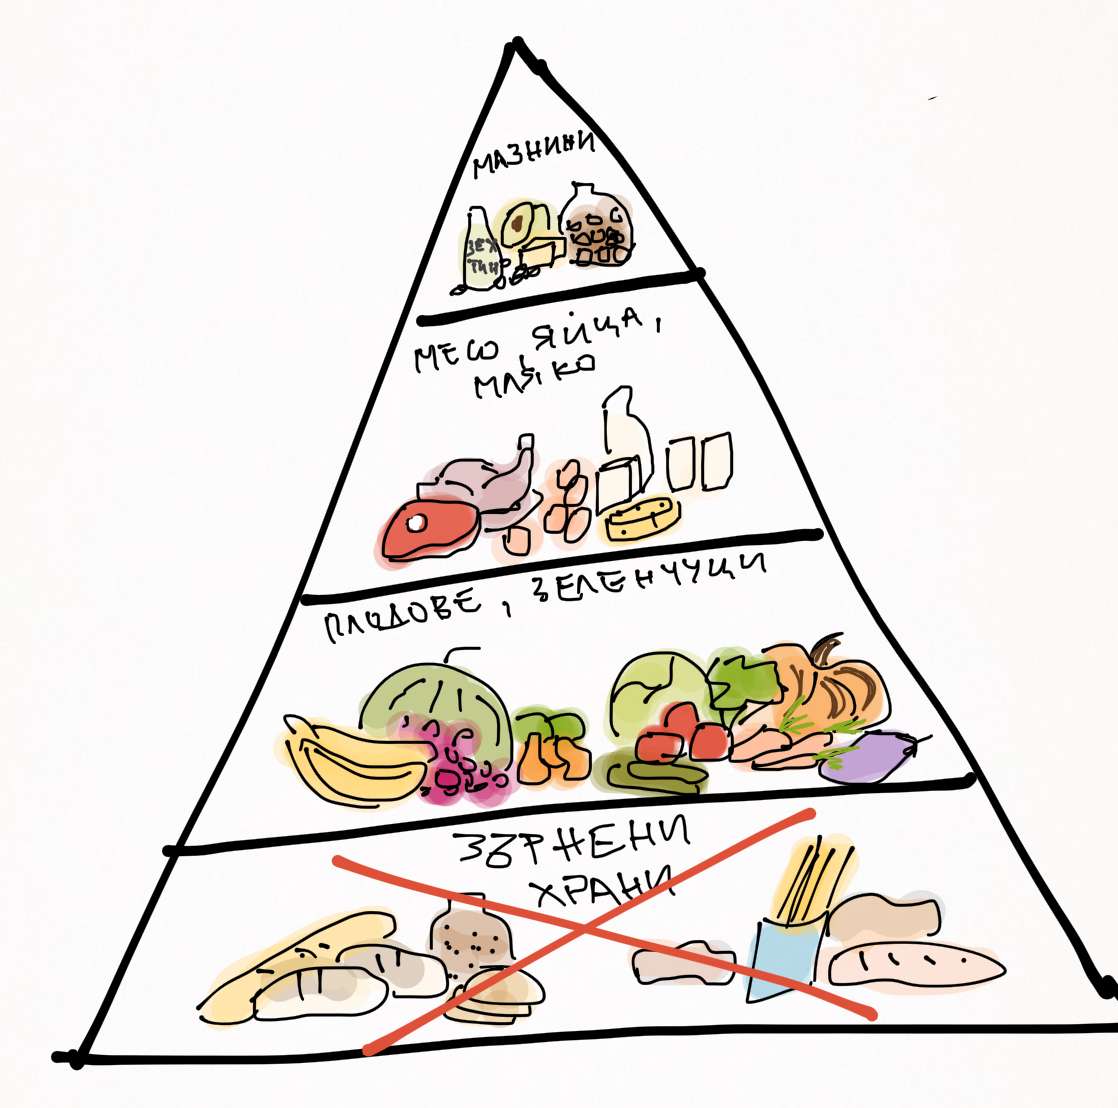 МАЗНИНИ
ЗЕХ
ТИН
МЕСО, ЯЙЦА,
МЛЯКО
ПЛОДОВЕ, ЗЕЛЕНЧУЦИ
ЗЪРНЕНИ
ХРАНИ